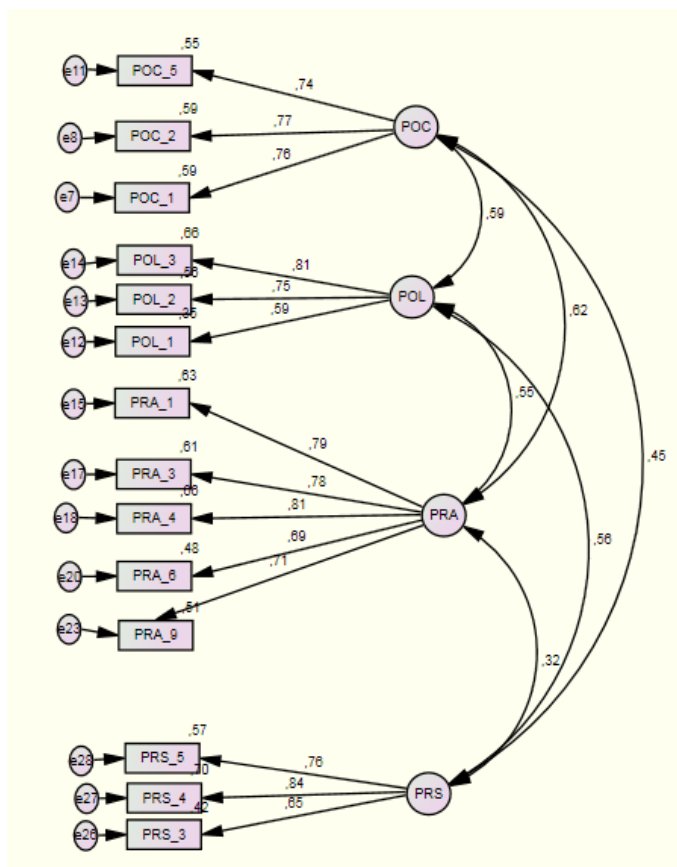 ,55
e11 POC_5
,74
,59
e8 POC_2
,77
POC
,59
e7 POC_1
,76
,59
,66
e14 POL_3
,81
e13 POL_2
,75
POL
,35
e12 POL_1
,59
,62
,63
e15 PRA_1
,55
,79
,45
,61
e17 PRA_3
,78
,66
e18 PRA_4
,81
PRA
,48
e20 PRA_6
,69
,56
,71
,51
e23 PRA_9
,32
,57
e28 PRS_5
,76
,70
e27 PRS_4
,84
PRS
,42
e26 PRS_3
,65